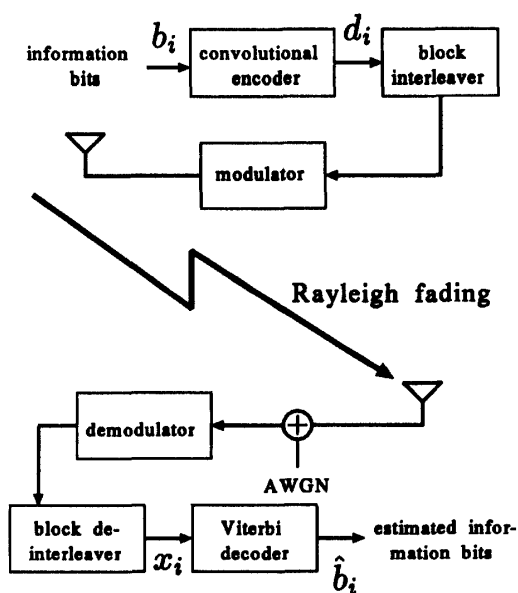 information
bits
b_i
convolutional
encoder
d_i
block
interleaver
modulator
Rayleigh fading
demodulator
AWGN
block de-
interleaver
x_i
Viterbi
decoder
b̂_i
estimated infor-
mation bits